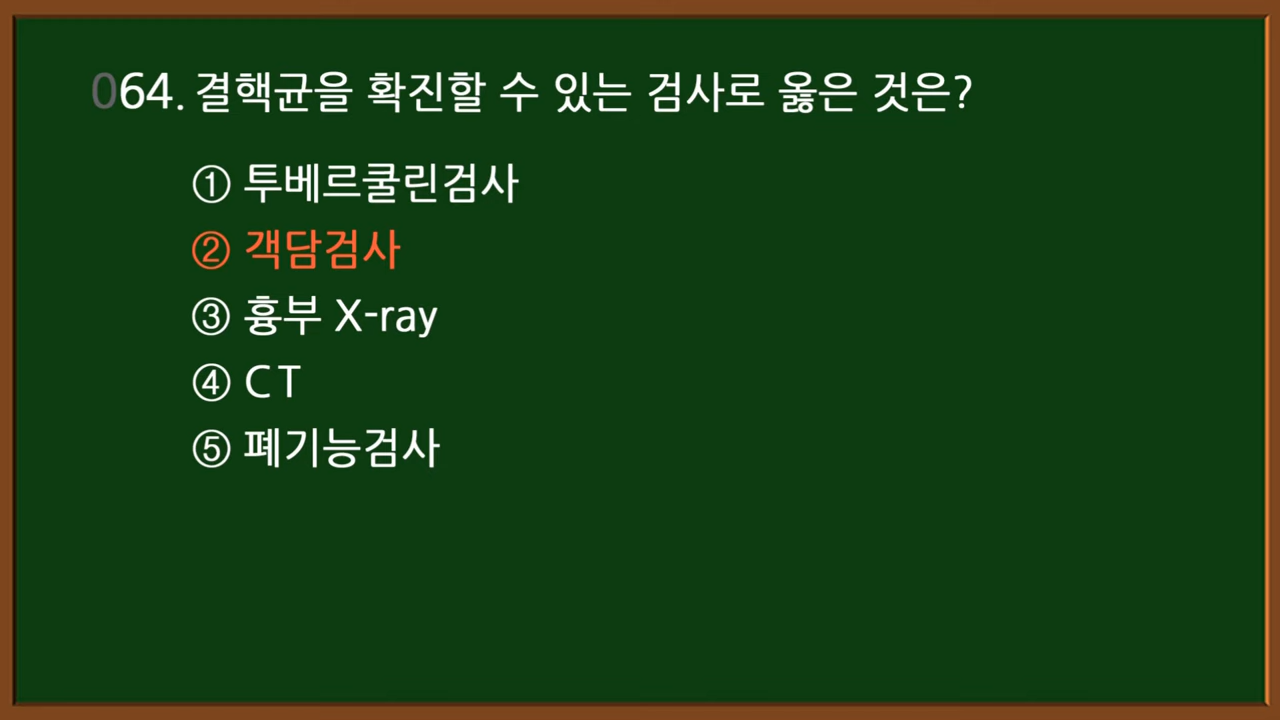 064. 결핵균을 확진할 수 있는 검사로 옳은 것은?
① 투베르쿨린검사
② 객담검사
③ 흉부 X-ray
④ CT
⑤ 폐기능검사